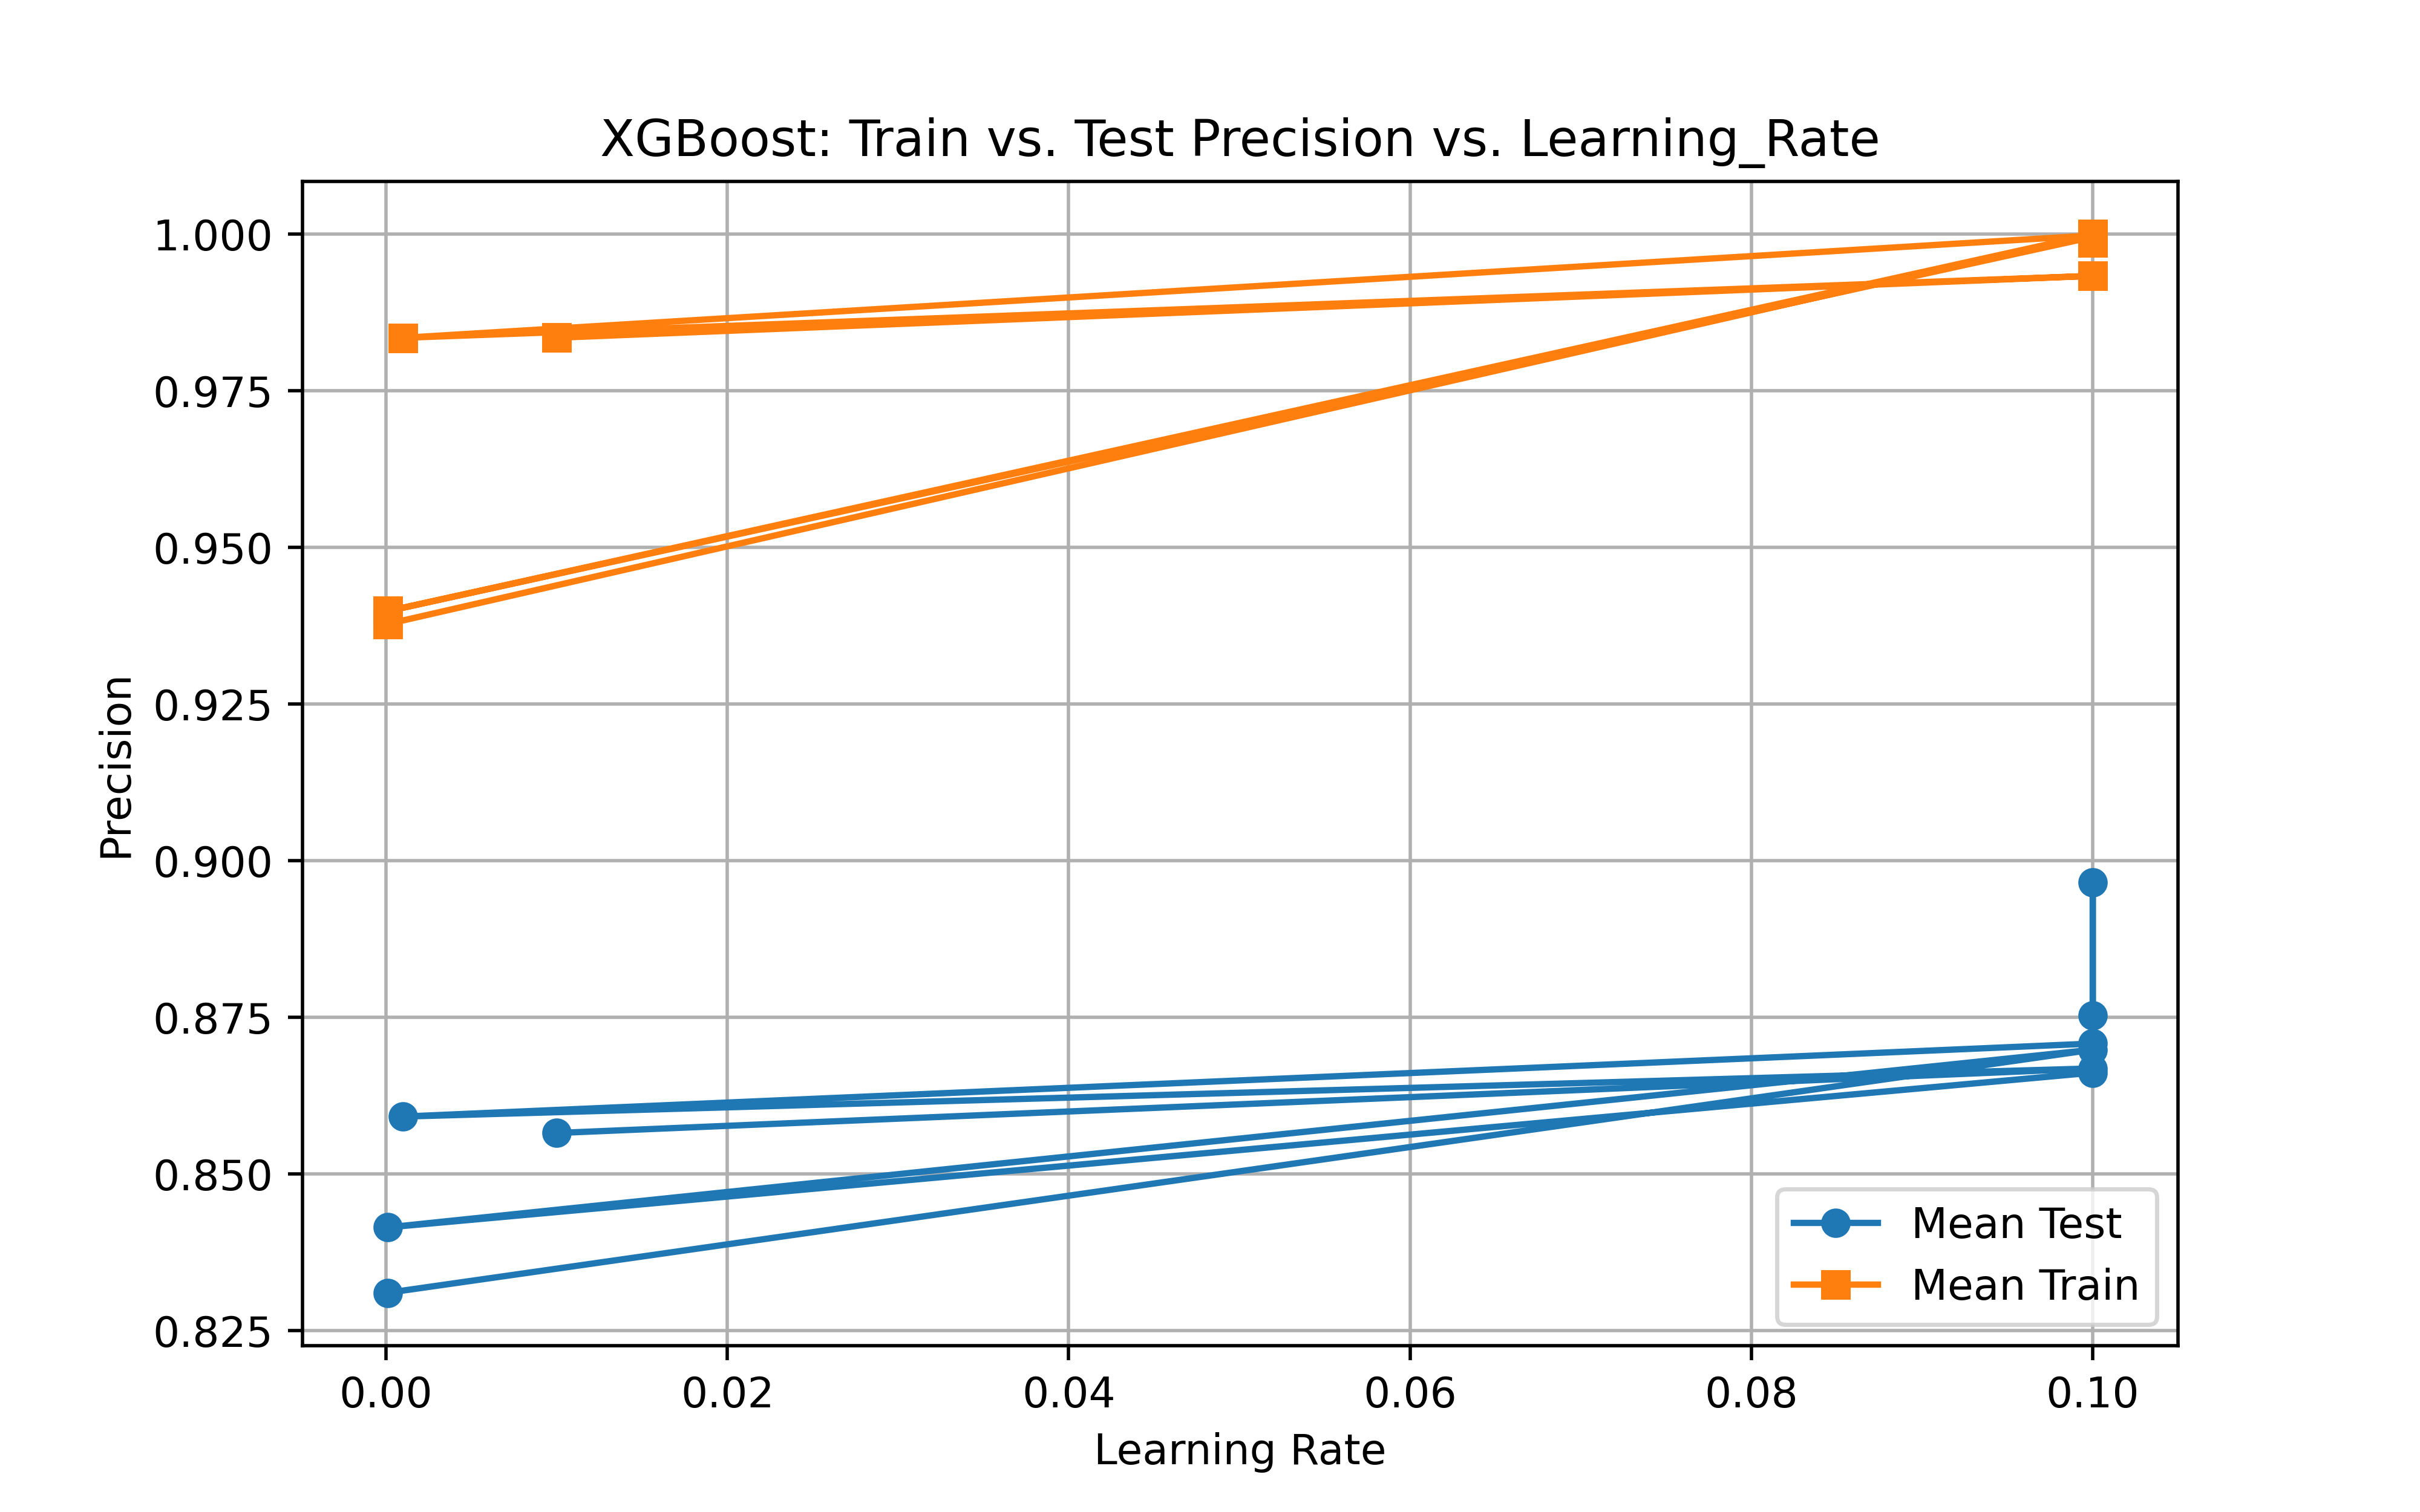 XGBoost: Train vs. Test Precision vs. Learning_Rate
1.000
0.975
0.950
0.925
0.900
0.875
0.850
0.825
Precision
0.00 0.02 0.04 0.06 0.08 0.10
Learning Rate
Mean Test
Mean Train